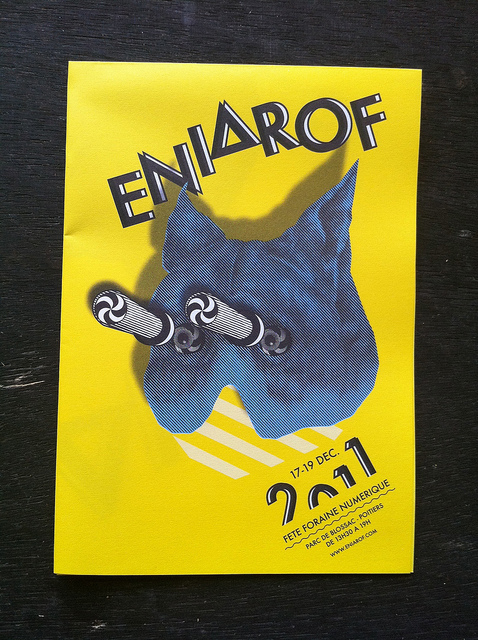 ENIAROF
17-19 DEC.
2011
FETE FORAINE NUMERIQUE
PARC DE BLOSSAC - POITIERS
DE 13H30 A 19H
WWW.ENIAROF.COM